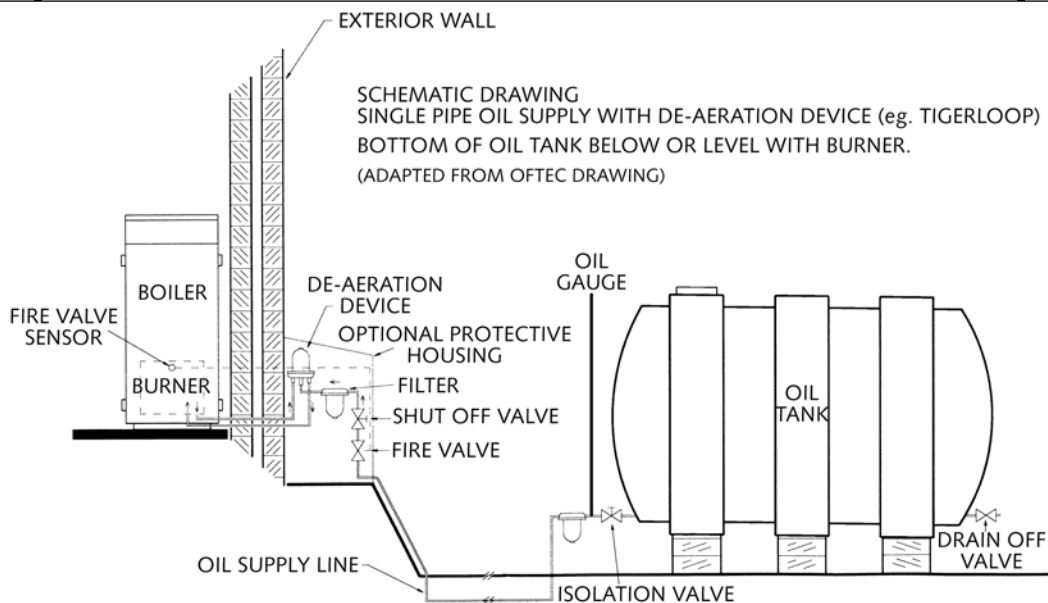 EXTERIOR WALL
SCHEMATIC DRAWING
SINGLE PIPE OIL SUPPLY WITH DE-AERATION DEVICE (eg. TIGERLOOP)
BOTTOM OF OIL TANK BELOW OR LEVEL WITH BURNER.
(ADAPTED FROM OFTEC DRAWING)
BOILER
FIRE VALVE
SENSOR
BURNER
DE-AERATION
DEVICE
OPTIONAL PROTECTIVE
HOUSING
FILTER
SHUT OFF VALVE
FIRE VALVE
OIL
GAUGE
OIL
TANK
OIL SUPPLY LINE
ISOLATION VALVE
DRAIN OFF
VALVE